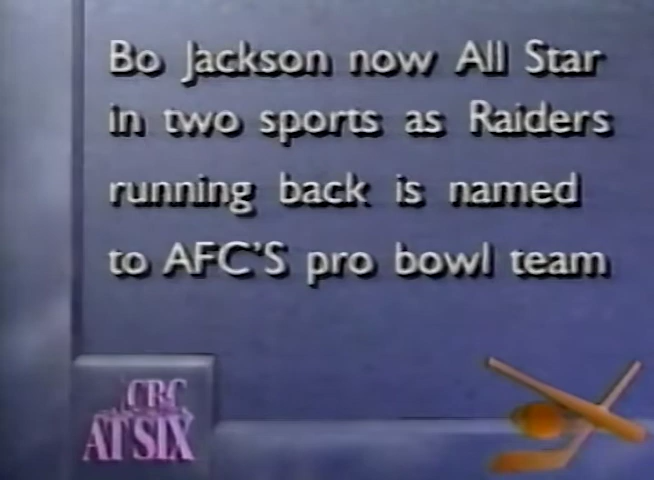 Bo Jackson now All Star
in two sports as Raiders
running back is named
to AFC'S pro bowl team
CBC
AT SIX